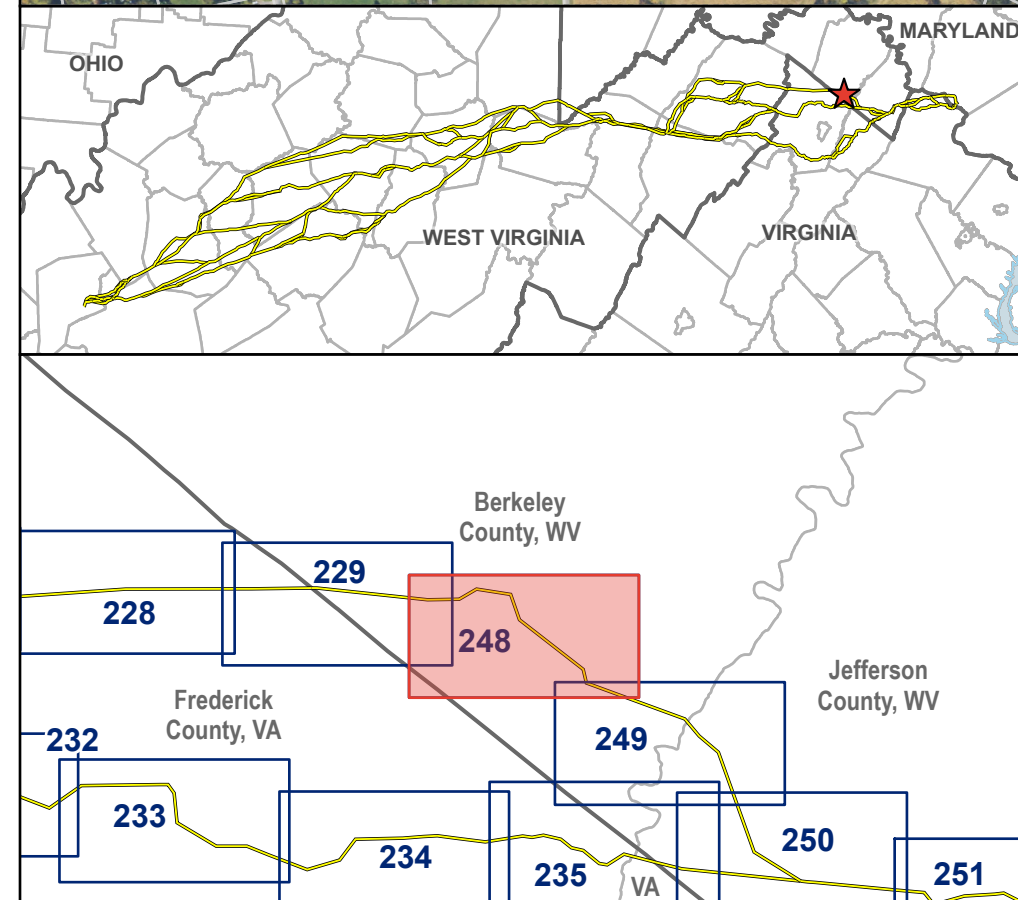 OHIO
MARYLAND
WEST VIRGINIA
VIRGINIA
Berkeley
County, WV
229
228
248
Jefferson
County, WV
Frederick
County, VA
232
249
233
234
235
250
251
VA